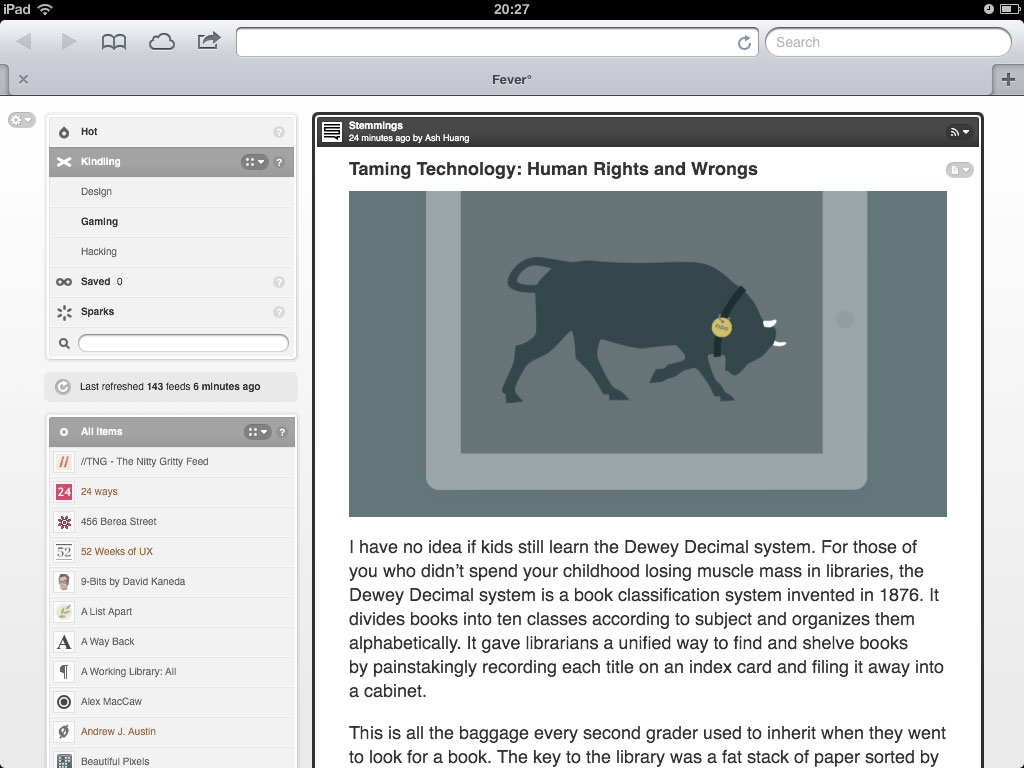 iPad
20:27
Search
Fever°
Hot
Kindling
Design
Gaming
Hacking
Saved 0
Sparks
Last refreshed 143 feeds 6 minutes ago
All Items
//TNG - The Nitty Gritty Feed
24
24 ways
456 Berea Street
52
52 Weeks of UX
9-Bits by David Kaneda
A List Apart
A
A Way Back
¶
A Working Library: All
Alex MacCaw
Andrew J. Austin
Beautiful Pixels
Stemmings
24 minutes ago by Ash Huang
Taming Technology: Human Rights and Wrongs
FIDO
I have no idea if kids still learn the Dewey Decimal system. For those of
you who didn’t spend your childhood losing muscle mass in libraries, the
Dewey Decimal system is a book classification system invented in 1876. It
divides books into ten classes according to subject and organizes them
alphabetically. It gave librarians a unified way to find and shelve books
by painstakingly recording each title on an index card and filing it away into
a cabinet.
This is all the baggage every second grader used to inherit when they went
to look for a book. The key to the library was a fat stack of paper sorted by